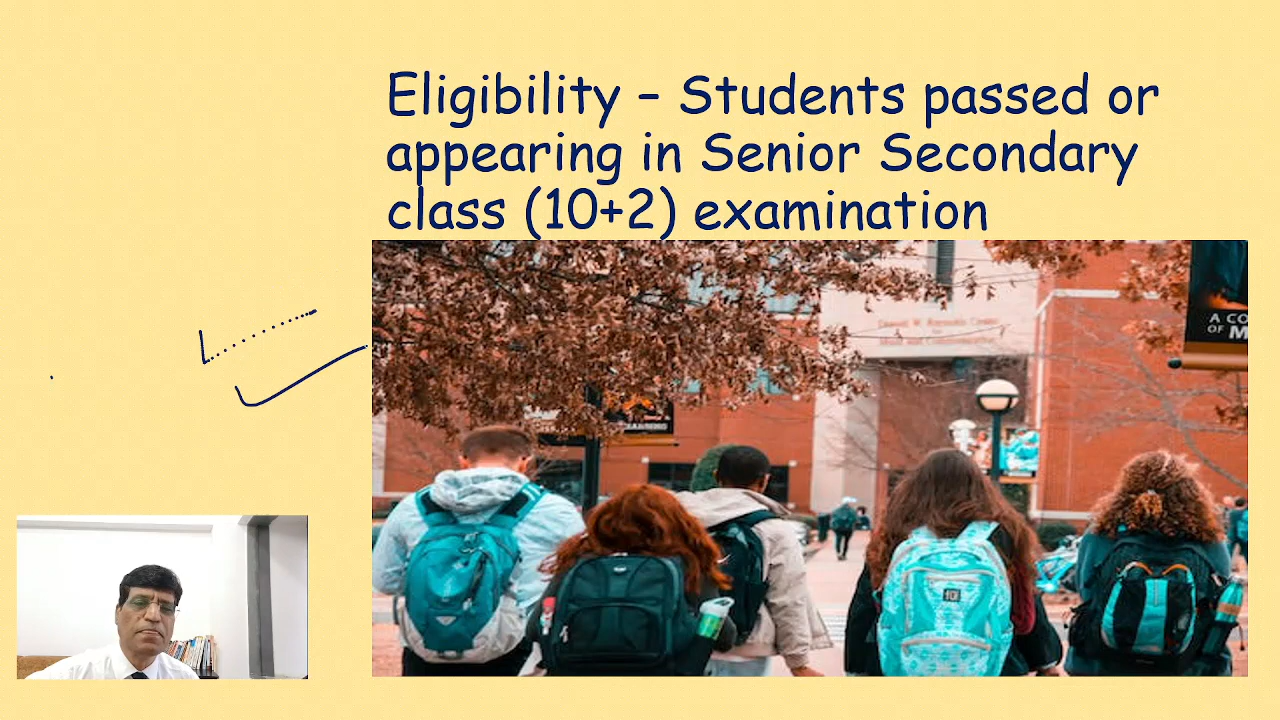 Eligibility – Students passed or
appearing in Senior Secondary
class (10+2) examination
A CO
OF M